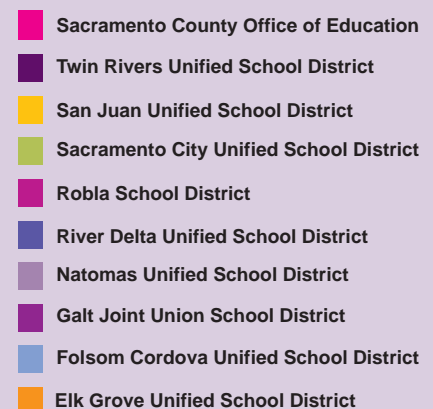 Sacramento County Office of Education
Twin Rivers Unified School District
San Juan Unified School District
Sacramento City Unified School District
Robla School District
River Delta Unified School District
Natomas Unified School District
Galt Joint Union School District
Folsom Cordova Unified School District
Elk Grove Unified School District